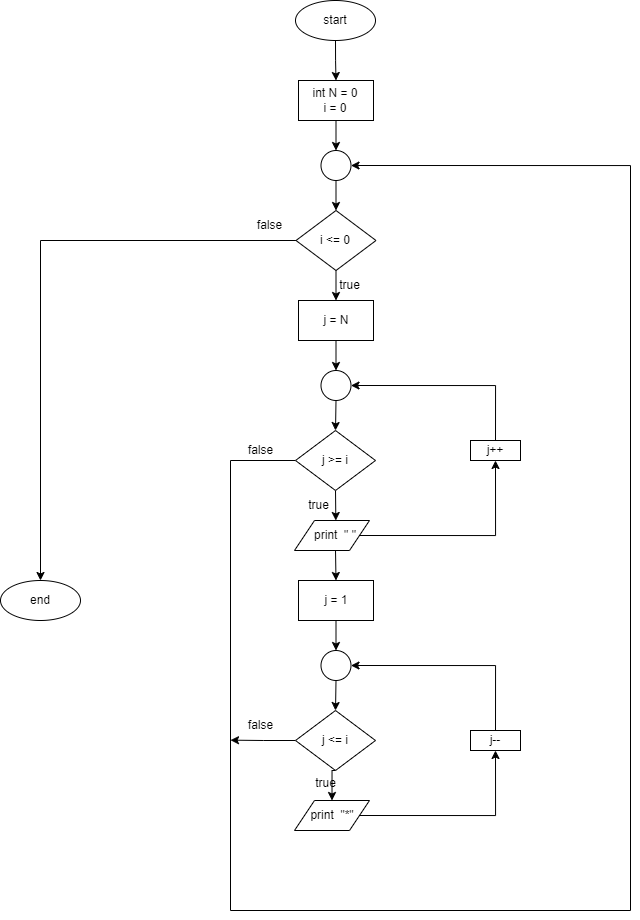 start
int N = 0
i = 0
false
i <= 0
true
j = N
false
j >= i
j++
true
print " "
end
j = 1
false
j <= i
j--
true
print "*"